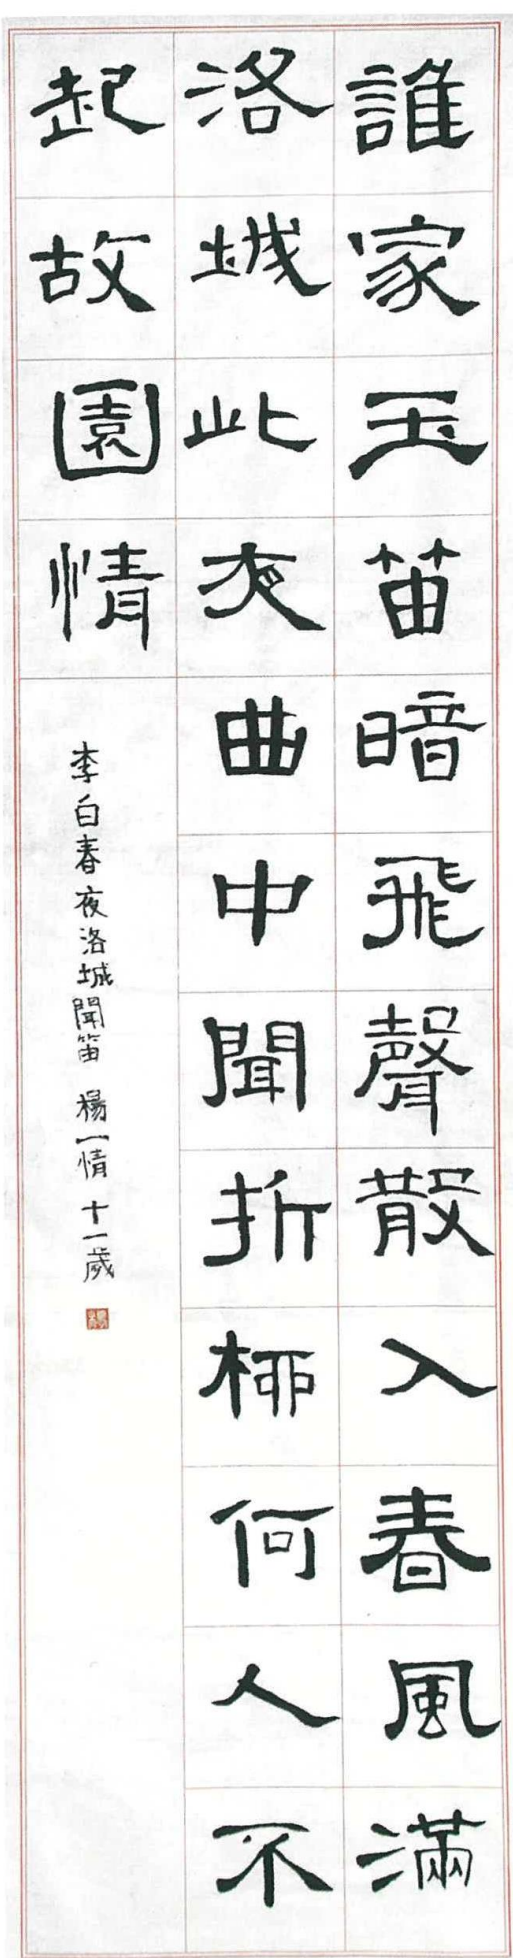 誰家玉笛暗飛聲散入春風滿
洛城此夜曲中聞折柳何人不
起故園情
李白春夜洛城聞笛 楊一情 十一歲